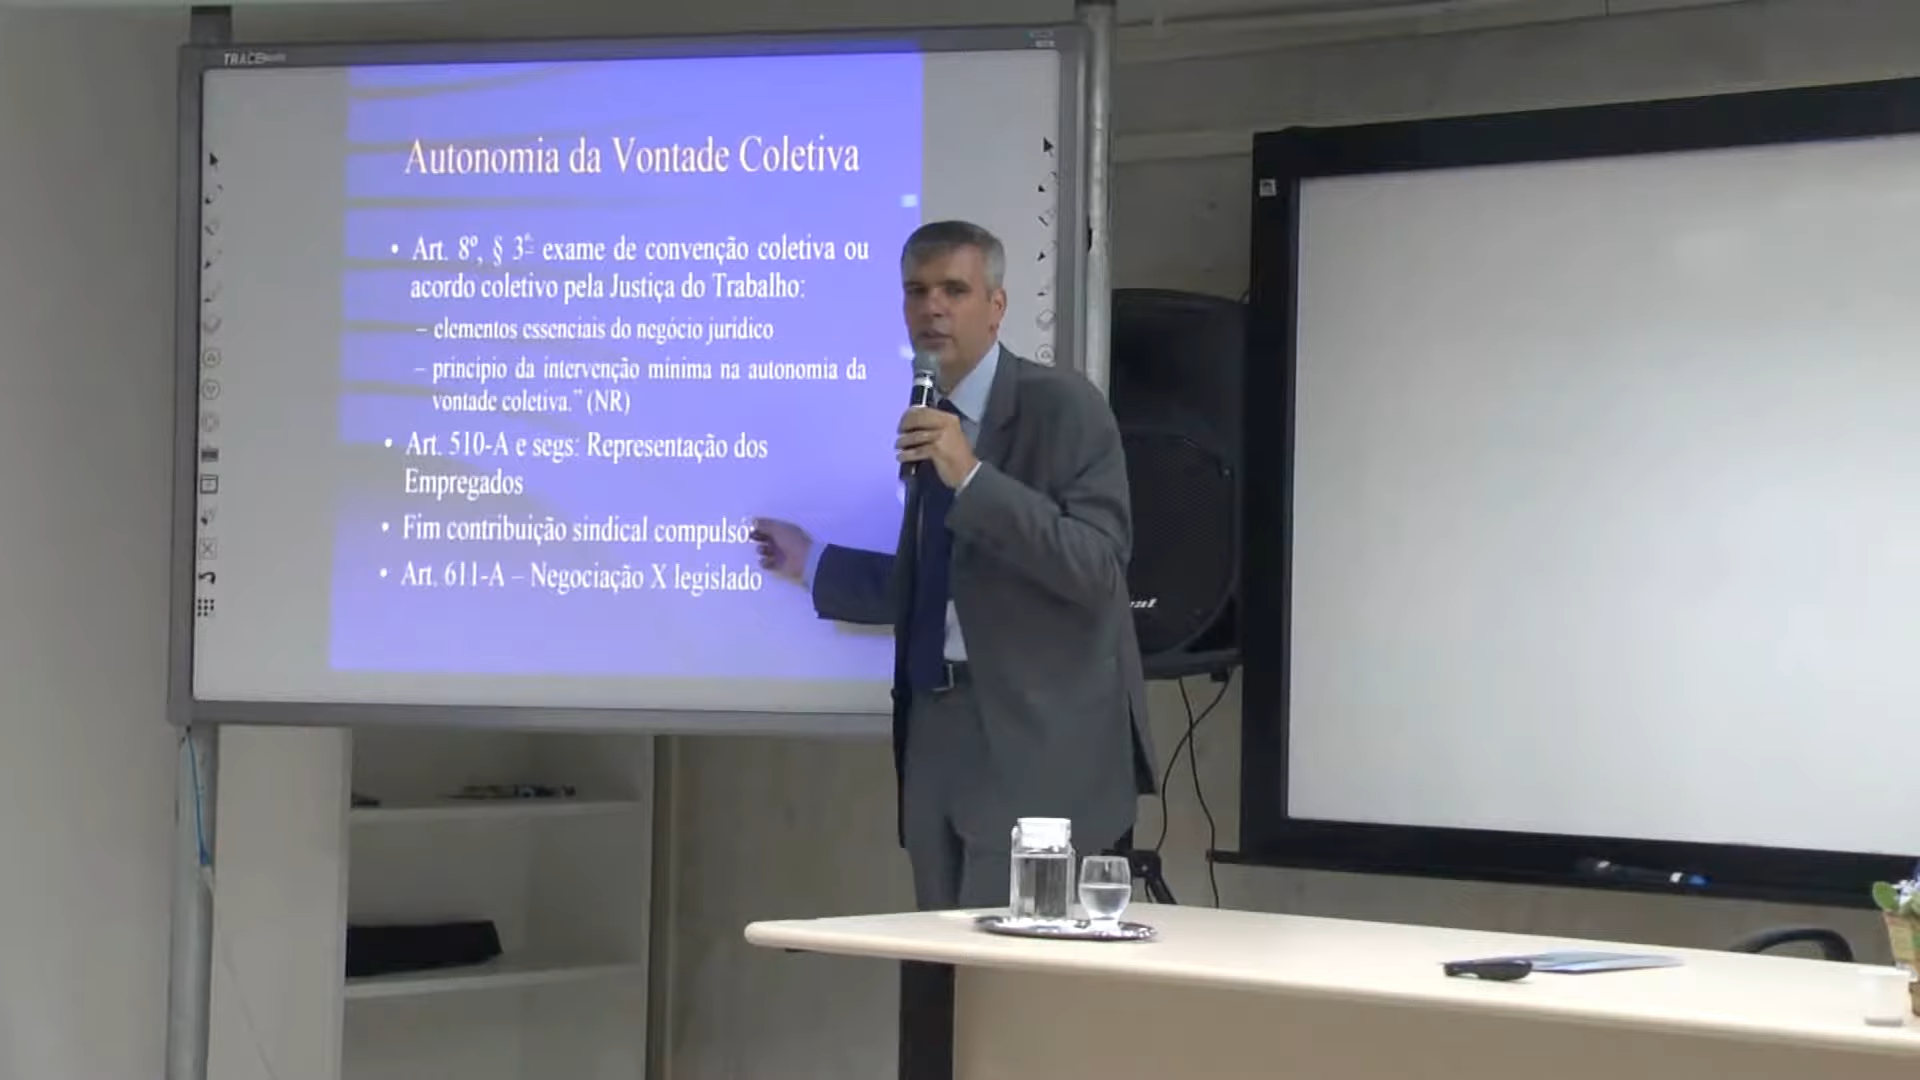 Autonomia da Vontade Coletiva
• Art. 8º, § 3º exame de convenção coletiva ou
acordo coletivo pela Justiça do Trabalho:
– elementos essenciais do negócio jurídico
– princípio da intervenção mínima na autonomia da
vontade coletiva.” (NR)
• Art. 510-A e segs: Representação dos
Empregados
• Fim contribuição sindical compulsó
• Art. 611-A – Negociação X legislado